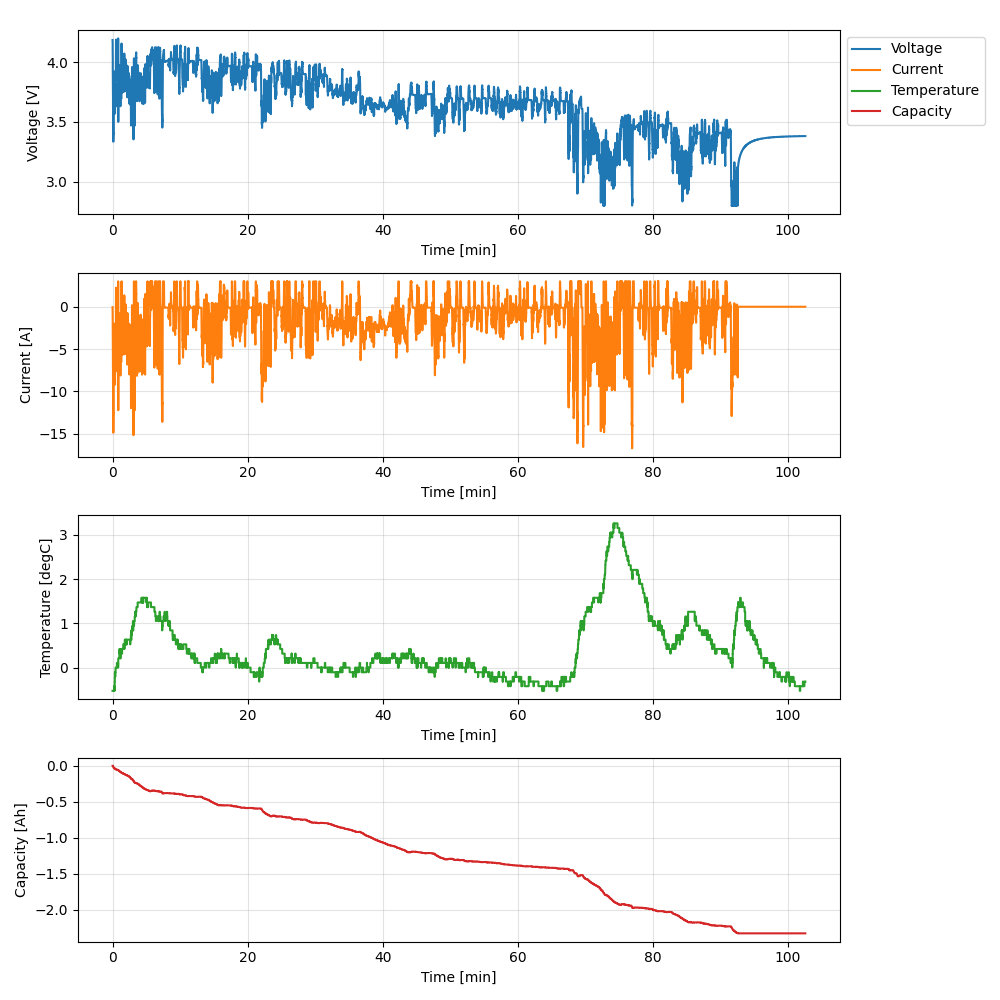 4.0
3.5
3.0
Voltage [V]
0 20 40 60 80 100
Time [min]
Voltage
Current
Temperature
Capacity
0
−5
−10
−15
Current [A]
0 20 40 60 80 100
Time [min]
3
2
1
0
Temperature [degC]
0 20 40 60 80 100
Time [min]
0.0
−0.5
−1.0
−1.5
−2.0
Capacity [Ah]
0 20 40 60 80 100
Time [min]